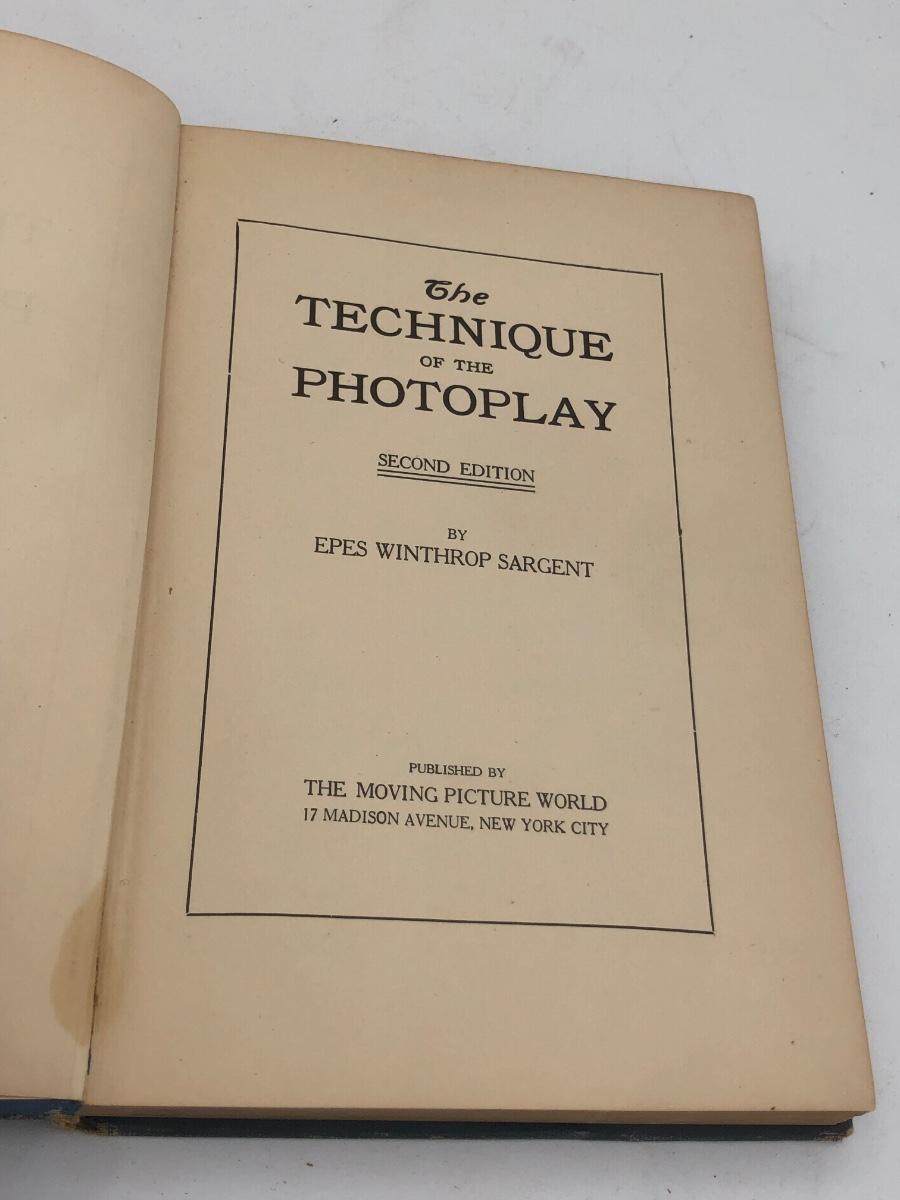 The
TECHNIQUE
OF THE
PHOTOPLAY
SECOND EDITION
BY
EPES WINTHROP SARGENT
PUBLISHED BY
THE MOVING PICTURE WORLD
17 MADISON AVENUE, NEW YORK CITY